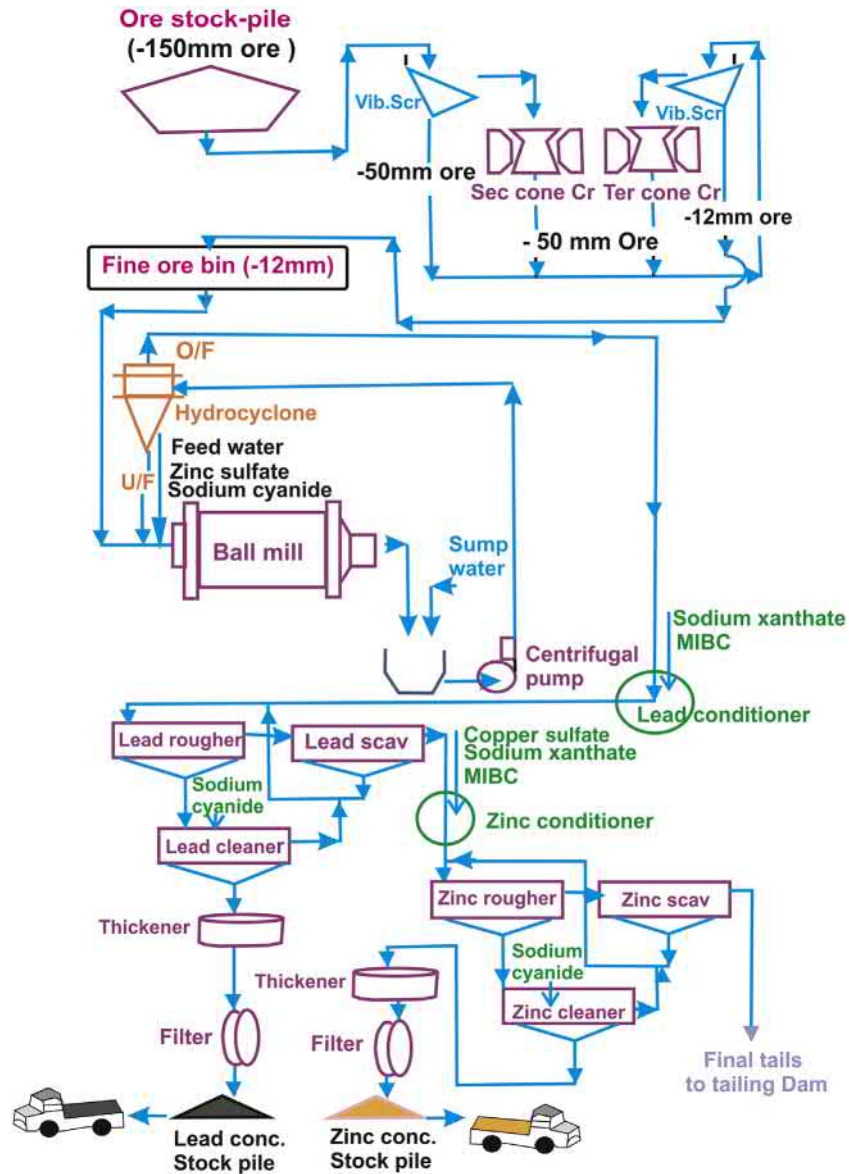 Ore stock-pile
(-150mm ore )
Vib.Scr
Vib.Scr
-50mm ore
Sec cone Cr
Ter cone Cr
-12mm ore
- 50 mm Ore
Fine ore bin (-12mm)
O/F
Hydrocyclone
Feed water
U/F
Zinc sulfate
Sodium cyanide
Ball mill
Sump
water
Sodium xanthate
MIBC
Centrifugal
pump
Lead conditioner
Lead rougher
Lead scav
Copper sulfate
Sodium xanthate
MIBC
Sodium
cyanide
Zinc conditioner
Lead cleaner
Zinc rougher
Zinc scav
Thickener
Sodium
cyanide
Thickener
Zinc cleaner
Filter
Filter
Final tails
to tailing Dam
Lead conc.
Stock pile
Zinc conc.
Stock pile